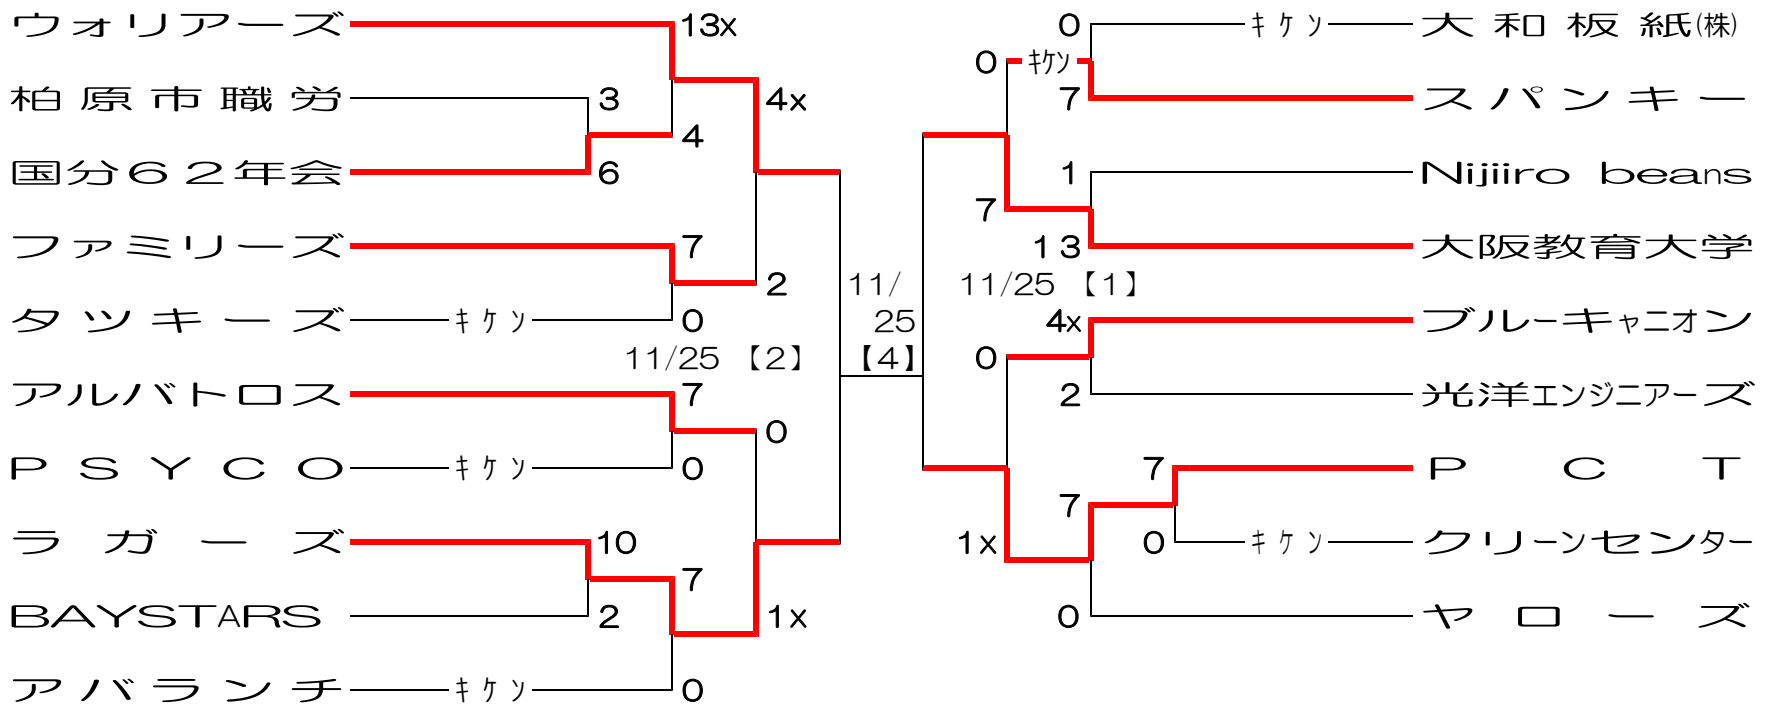 ウォリアーズ 13x 0 キケン 大和板紙(株)
0 キケン
柏原市職労 3 4x 7 スパンキー
4
国分６２年会 6 1 Nijiiro beans
7
ファミリーズ 7 13 大阪教育大学
2 11/ 11/25 【1】
タツキーズ キケン 0 25 4x ブルーキャニオン
11/25 【2】 【4】 0
アルバトロス 7 2 光洋エンジニアーズ
0
ＰＳＹＣＯ キケン 0 7 ＰＣＴ
7
ラガーズ 10 1x 0 キケン クリーンセンター
7
BAYSTARS 2 1x 0 ヤローズ
アバランチ キケン 0